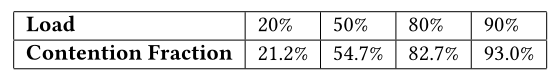 Load 20% 50% 80% 90%
Contention Fraction 21.2% 54.7% 82.7% 93.0%